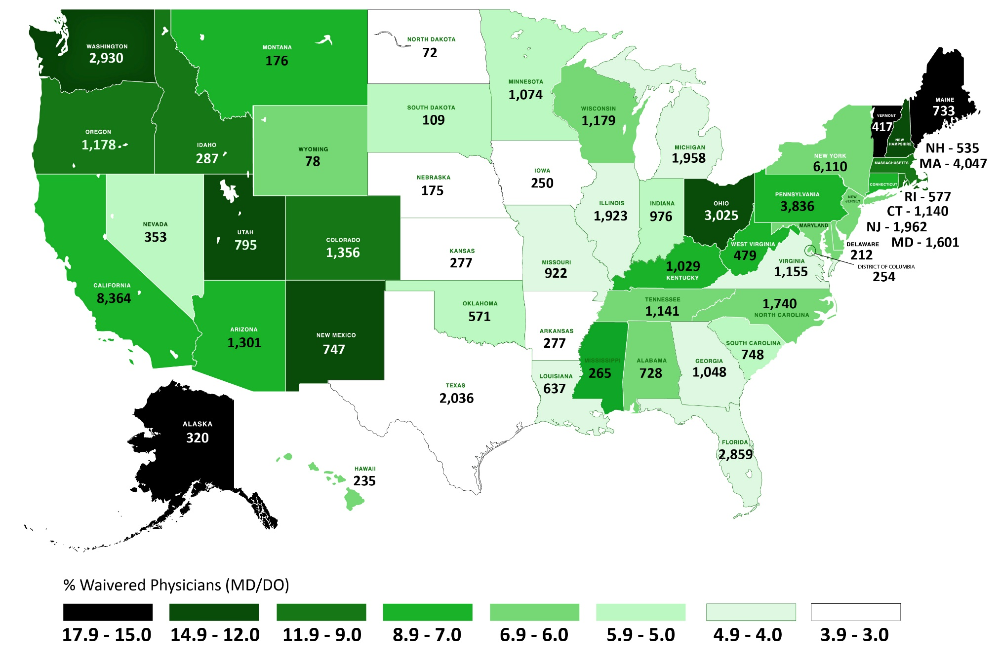 WASHINGTON
2,930
MONTANA
176
NORTH DAKOTA
72
MINNESOTA
1,074
WISCONSIN
1,179
MICHIGAN
1,958
MAINE
733
VERMONT
417
NEW
HAMPSHIRE
NH - 535
MASSACHUSETTS
MA - 4,047
OREGON
1,178
IDAHO
287
WYOMING
78
SOUTH DAKOTA
109
NEBRASKA
175
IOWA
250
ILLINOIS
1,923
INDIANA
976
OHIO
3,025
PENNSYLVANIA
3,836
NEW YORK
6,110
CONNECTICUT
RI - 577
CT - 1,140
NEW
JERSEY
NJ - 1,962
MARYLAND
MD - 1,601
DELAWARE
212
DISTRICT OF COLUMBIA
254
NEVADA
353
UTAH
795
COLORADO
1,356
KANSAS
277
MISSOURI
922
1,029
KENTUCKY
WEST VIRGINIA
479
VIRGINIA
1,155
CALIFORNIA
8,364
ARIZONA
1,301
NEW MEXICO
747
OKLAHOMA
571
ARKANSAS
277
TENNESSEE
1,141
1,740
NORTH CAROLINA
SOUTH CAROLINA
748
MISSISSIPPI
265
ALABAMA
728
GEORGIA
1,048
LOUISIANA
637
TEXAS
2,036
FLORIDA
2,859
ALASKA
320
HAWAII
235
% Waivered Physicians (MD/DO)
17.9 - 15.0
14.9 - 12.0
11.9 - 9.0
8.9 - 7.0
6.9 - 6.0
5.9 - 5.0
4.9 - 4.0
3.9 - 3.0